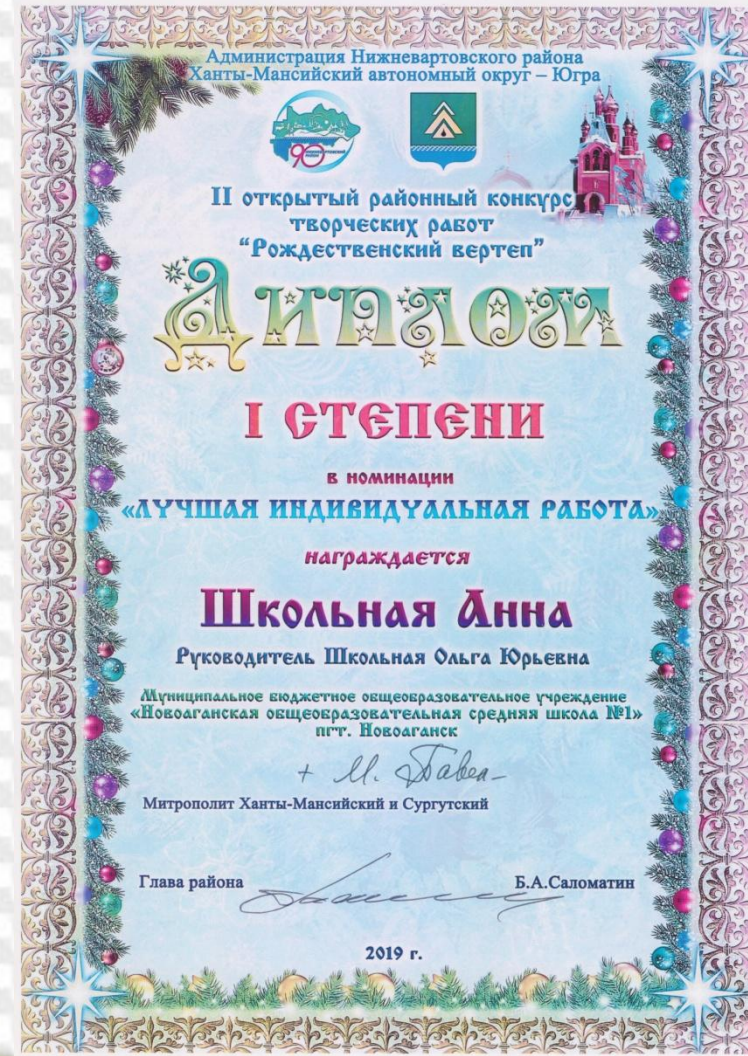 Администрация Нижневартовского района
Ханты-Мансийский автономный округ – Югра
90
II открытый районный конкурс
творческих работ
"Рождественский вертеп"
Диплом
I степени
в номинации
«Лучшая индивидуальная работа»
награждается
Школьная Анна
Руководитель Школьная Ольга Юрьевна
Муниципальное бюджетное общеобразовательное учреждение
«Новоаганская общеобразовательная средняя школа №1»
пгт. Новоаганск
+ М. Павел
Митрополит Ханты-Мансийский и Сургутский
Глава района
Б.А.Саломатин
2019 г.